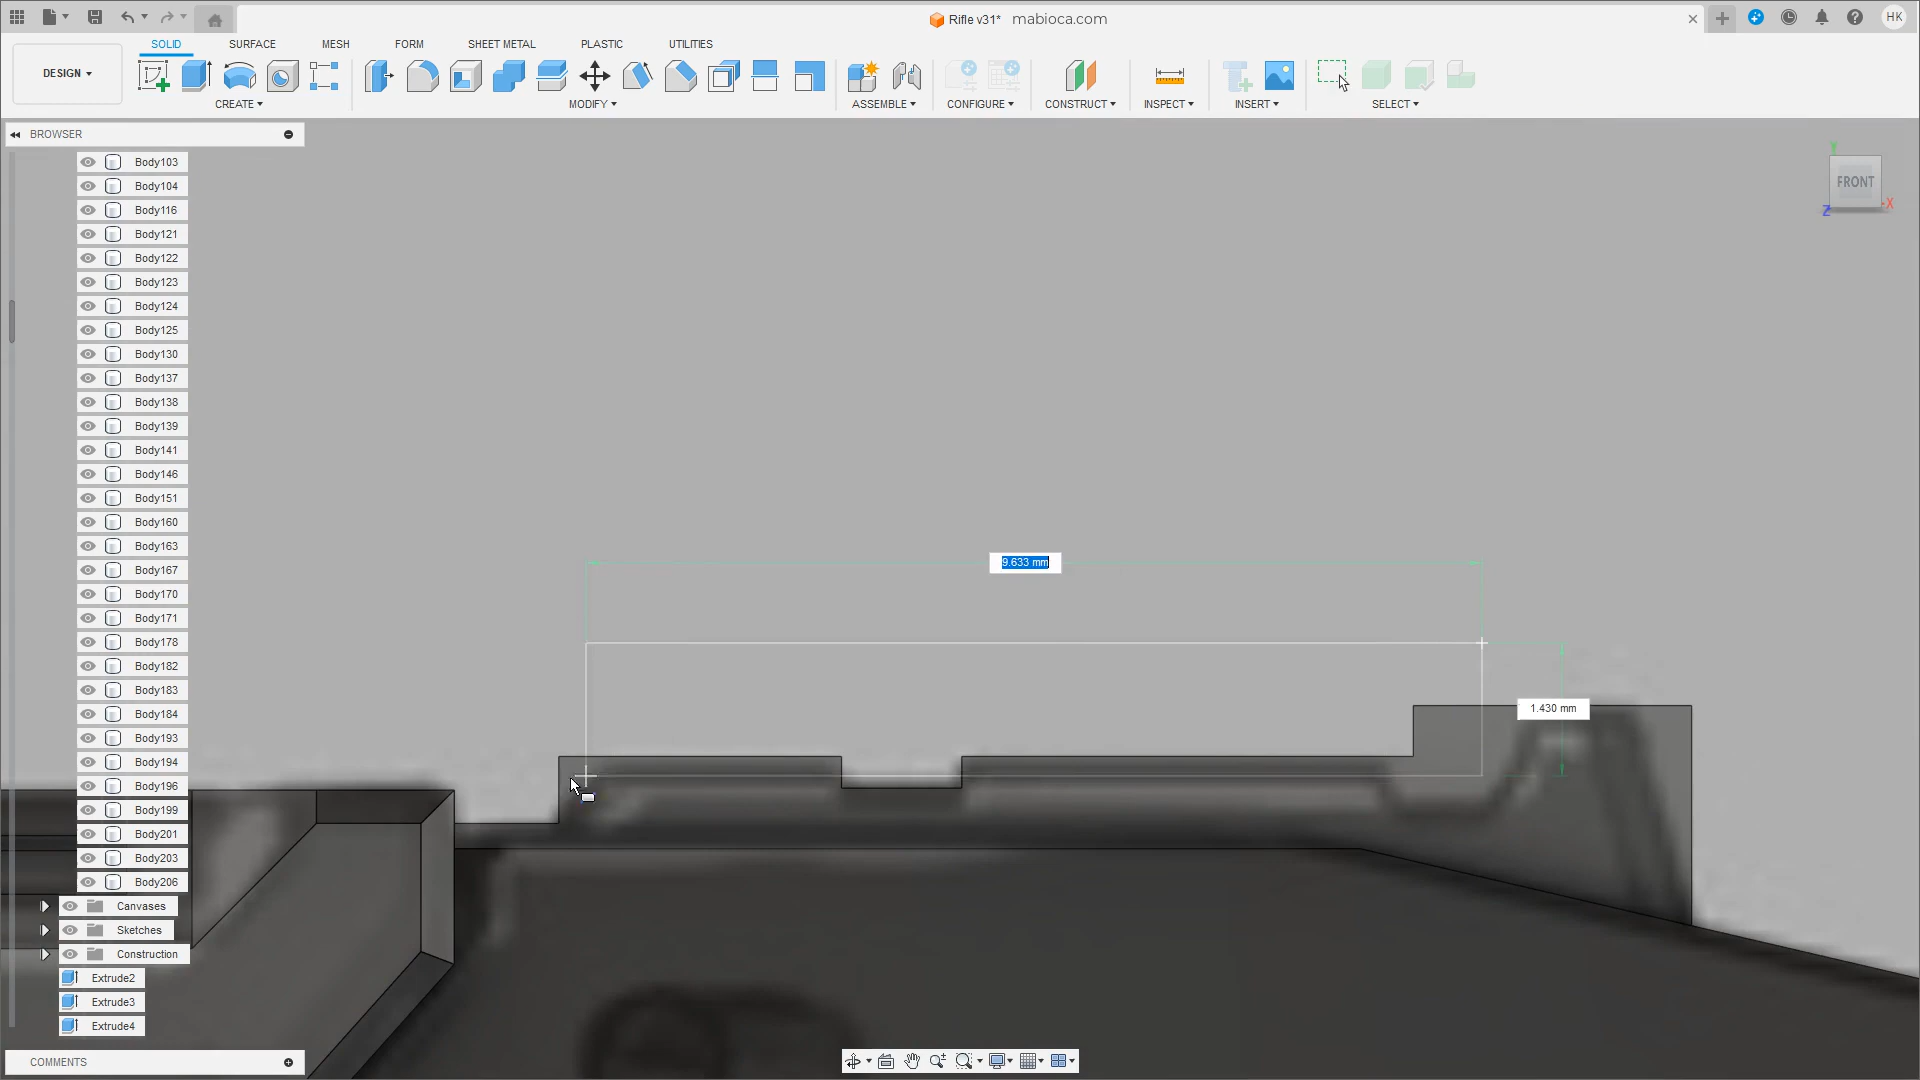 Rifle v31* mabioca.com
HK
SOLID SURFACE MESH FORM SHEET METAL PLASTIC UTILITIES
DESIGN
CREATE MODIFY ASSEMBLE CONFIGURE CONSTRUCT INSPECT INSERT SELECT
BROWSER
Body103
Body104
Body116
Body121
Body122
Body123
Body124
Body125
Body130
Body137
Body138
Body139
Body141
Body146
Body151
Body160
Body163
Body167
Body170
Body171
Body178
Body182
Body183
Body184
Body193
Body194
Body196
Body199
Body201
Body203
Body206
Canvases
Sketches
Construction
Extrude2
Extrude3
Extrude4
COMMENTS
Y
FRONT
-X
Z
9.633 mm
1.430 mm